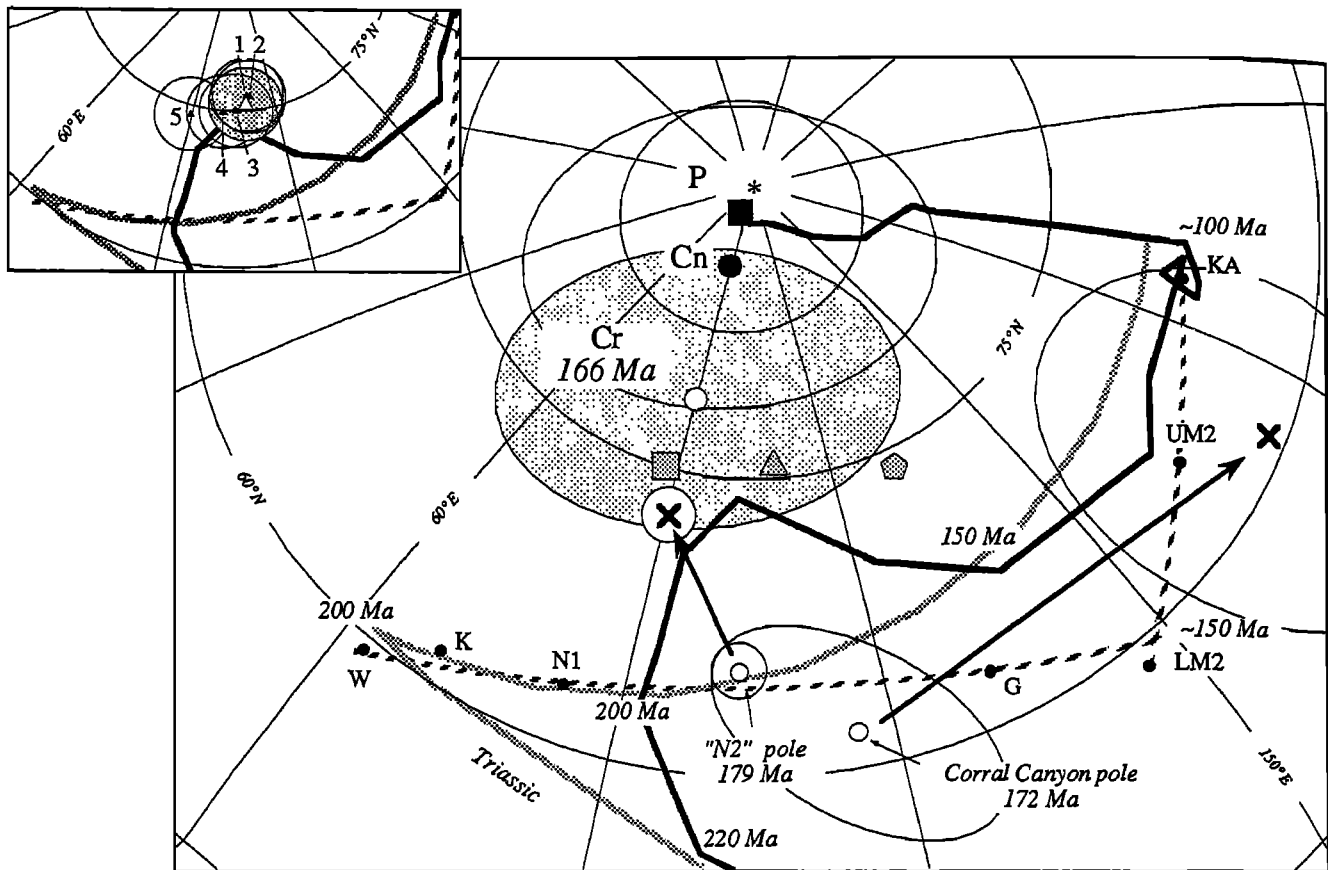 1 2
75°N
60°E
5
4 3
P *
Cn
~100 Ma
KA
Cr
166 Ma
75°N
UM2
60°N
60°E
150 Ma
200 Ma
K
W
N1
~150 Ma
LM2
G
200 Ma
"N2" pole
179 Ma
Corral Canyon pole
172 Ma
150°E
Triassic
220 Ma